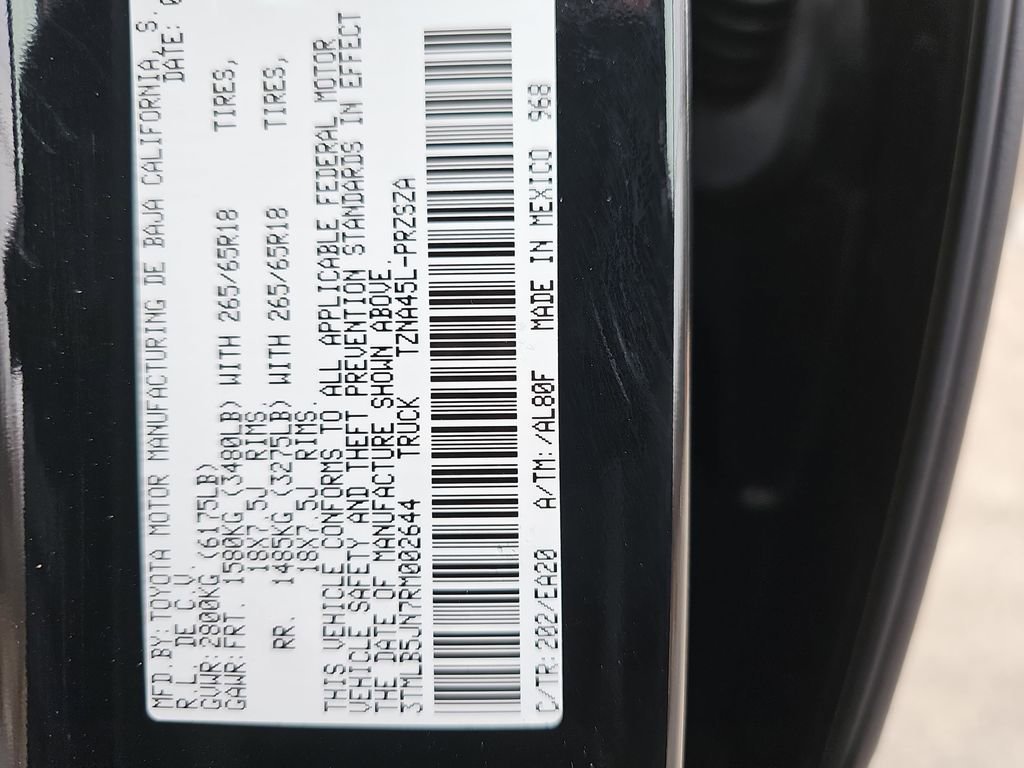 MFD.BY:TOYOTA MOTOR MANUFACTURING DE BAJA CALIFORNIA, S.
R.L. DE C.V. DATE:
GVWR 2800KG (6175LB)
GAWR FRT. 1580KG (3480LB) WITH 265/65R18 TIRES,
18X7.5J RIMS.
RR. 1485KG (3275LB) WITH 265/65R18 TIRES,
18X7.5J RIMS.
THIS VEHICLE CONFORMS TO ALL APPLICABLE FEDERAL MOTOR
VEHICLE SAFETY AND THEFT PREVENTION STANDARDS IN EFFECT
THE DATE OF MANUFACTURE SHOWN ABOVE.
3TMLB5JN7RM002644 TRUCK TZNA45L-PRZSZA
C/TR:202/EA20 A/TM:/AL80F MADE IN MEXICO 968